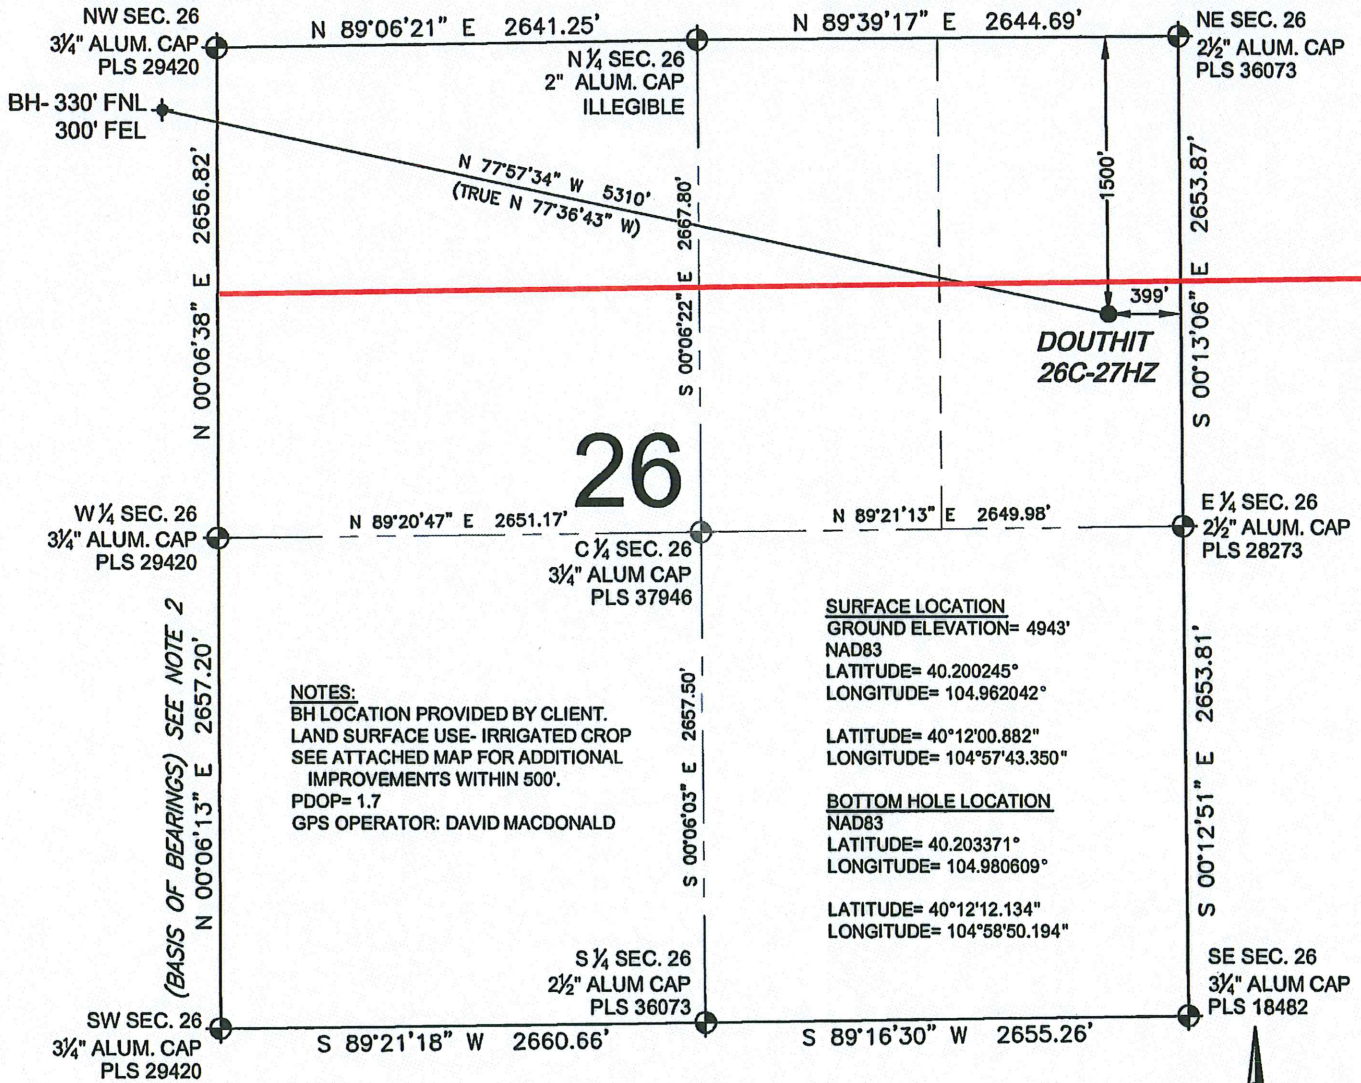 NW SEC. 26
3¼" ALUM. CAP
PLS 29420
N 89°06'21" E 2641.25'
N ¼ SEC. 26
2" ALUM. CAP
ILLEGIBLE
N 89°39'17" E 2644.69'
NE SEC. 26
2½" ALUM. CAP
PLS 36073
BH- 330' FNL
300' FEL
N 77°57'34" W 5310'
(TRUE N 77°36'43" W)
N 00°06'38" E 2656.82'
S 00°06'22" E 2667.80'
1500'
399'
S 00°13'06" E 2653.87'
DOUTHIT
26C-27HZ
26
W ¼ SEC. 26
3¼" ALUM. CAP
PLS 29420
N 89°20'47" E 2651.17'
C ¼ SEC. 26
3¼" ALUM CAP
PLS 37946
N 89°21'13" E 2649.98'
E ¼ SEC. 26
2½" ALUM. CAP
PLS 28273
(BASIS OF BEARINGS) SEE NOTE 2
N 00°06'13" E 2657.20'
NOTES:
BH LOCATION PROVIDED BY CLIENT.
LAND SURFACE USE- IRRIGATED CROP
SEE ATTACHED MAP FOR ADDITIONAL
IMPROVEMENTS WITHIN 500'.
PDOP= 1.7
GPS OPERATOR: DAVID MACDONALD
S 00°06'03" E 2657.50'
SURFACE LOCATION
GROUND ELEVATION= 4943'
NAD83
LATITUDE= 40.200245°
LONGITUDE= 104.962042°
LATITUDE= 40°12'00.882"
LONGITUDE= 104°57'43.350"
BOTTOM HOLE LOCATION
NAD83
LATITUDE= 40.203371°
LONGITUDE= 104.980609°
LATITUDE= 40°12'12.134"
LONGITUDE= 104°58'50.194"
S 00°12'51" E 2653.81'
SW SEC. 26
3¼" ALUM. CAP
PLS 29420
S 89°21'18" W 2660.66'
S ¼ SEC. 26
2½" ALUM CAP
PLS 36073
S 89°16'30" W 2655.26'
SE SEC. 26
3¼" ALUM CAP
PLS 18482